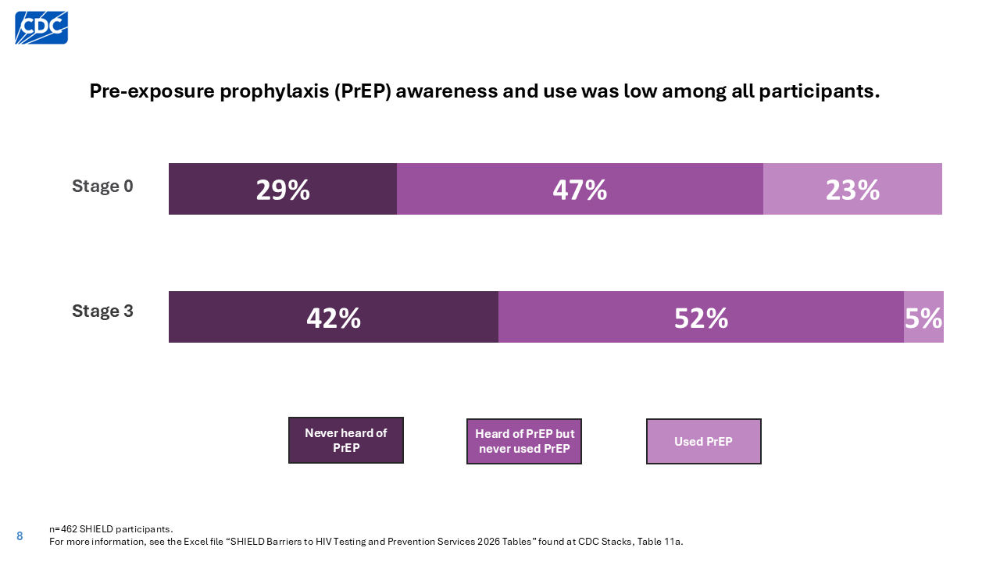 CDC
Pre-exposure prophylaxis (PrEP) awareness and use was low among all participants.
Stage 0
29%
47%
23%
Stage 3
42%
52%
5%
Never heard of
PrEP
Heard of PrEP but
never used PrEP
Used PrEP
8
n=462 SHIELD participants.
For more information, see the Excel file “SHIELD Barriers to HIV Testing and Prevention Services 2026 Tables” found at CDC Stacks, Table 11a.